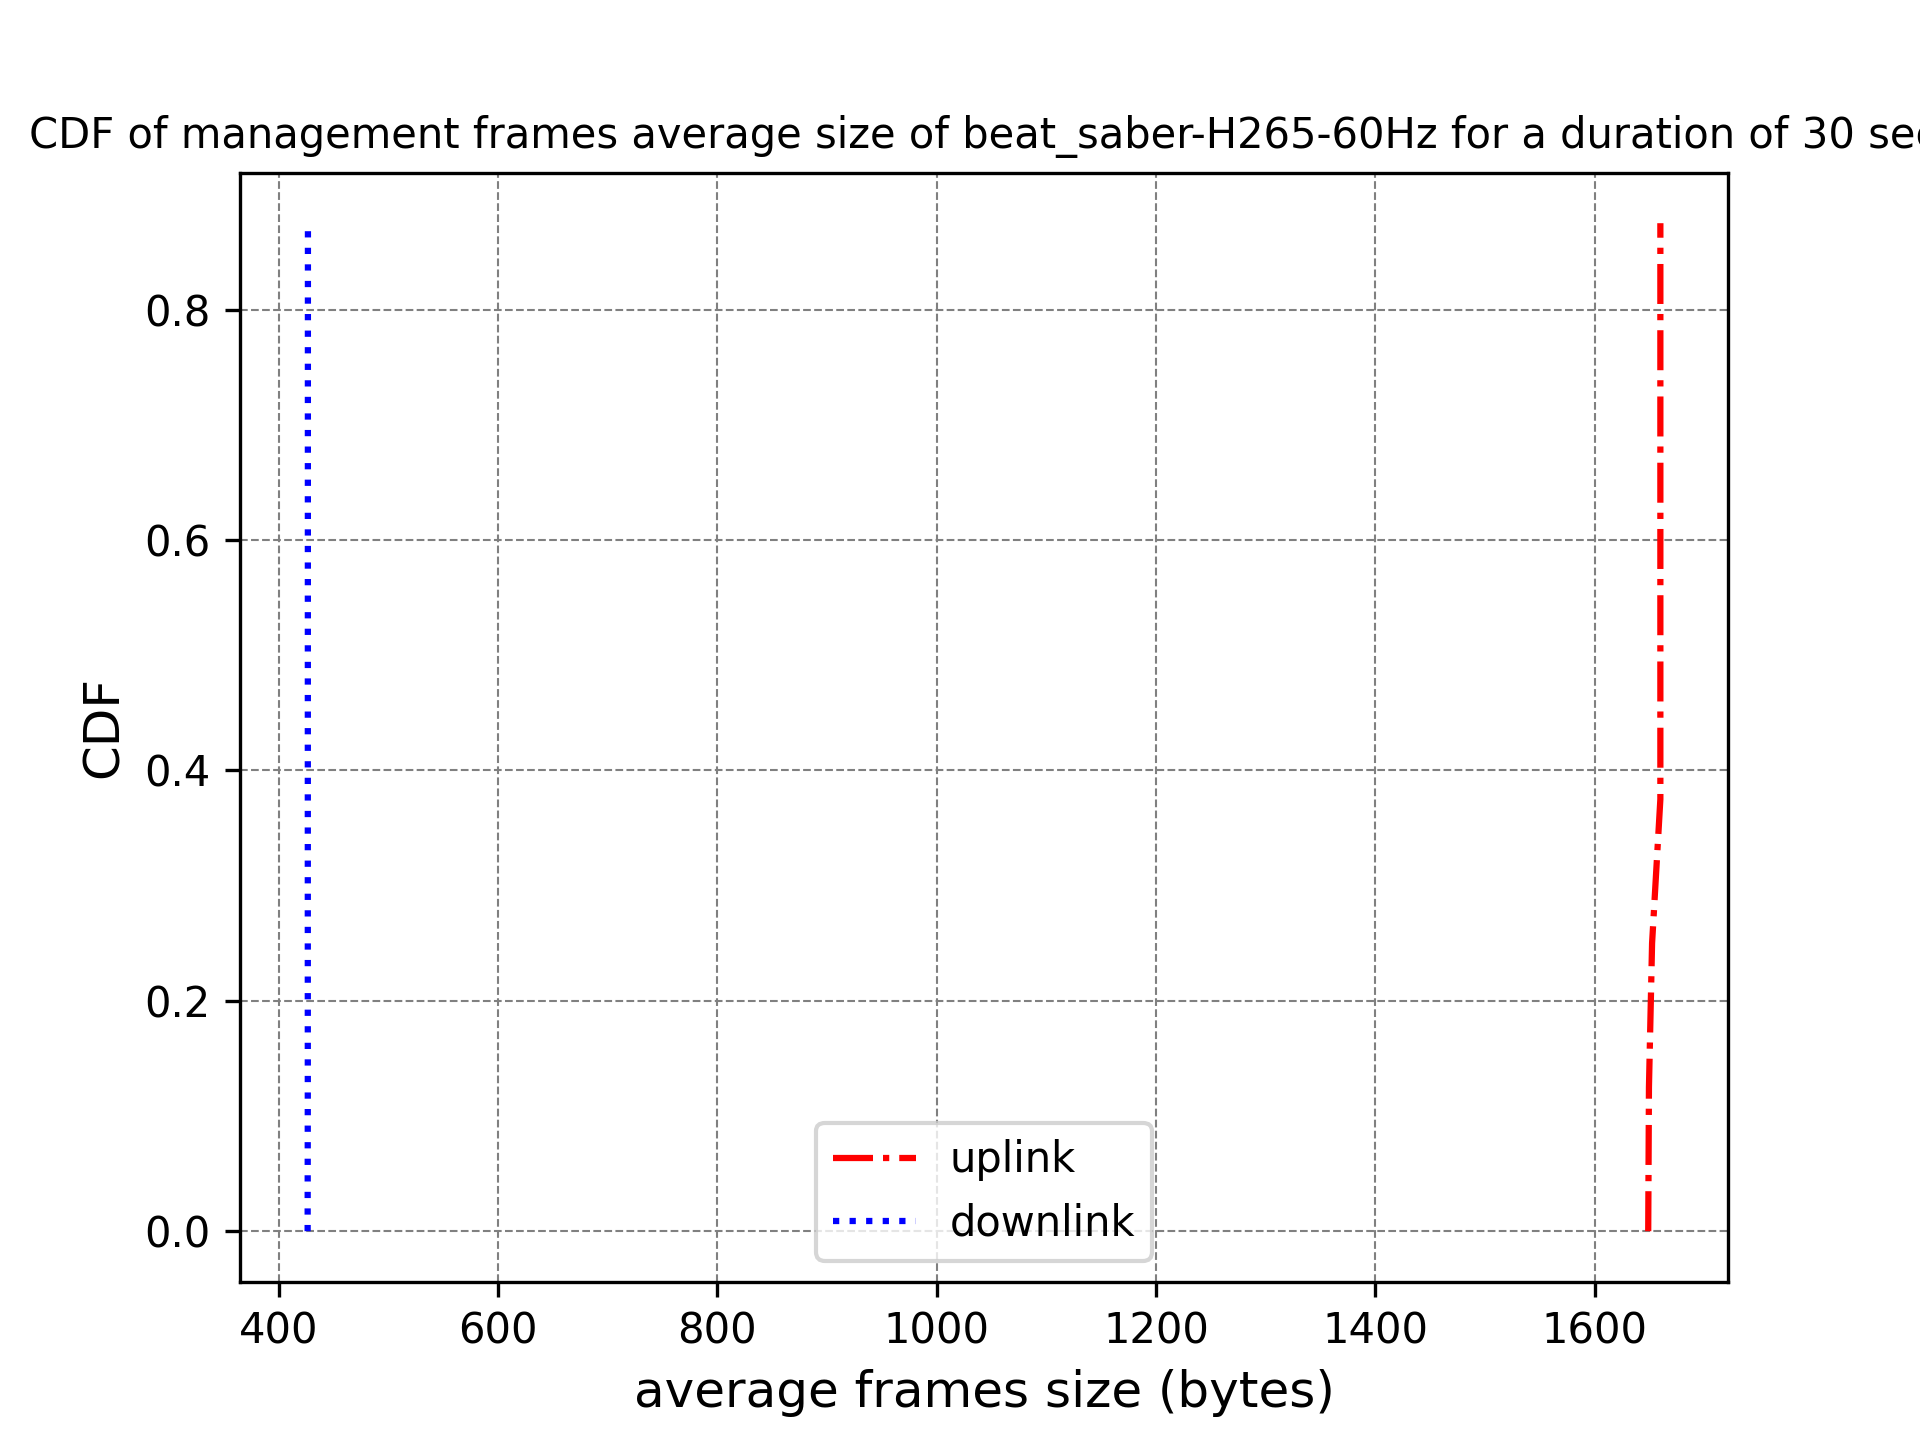 CDF of management frames average size of beat_saber-H265-60Hz for a duration of 30 sec
CDF
0.8
0.6
0.4
0.2
0.0
uplink
downlink
400 600 800 1000 1200 1400 1600
average frames size (bytes)